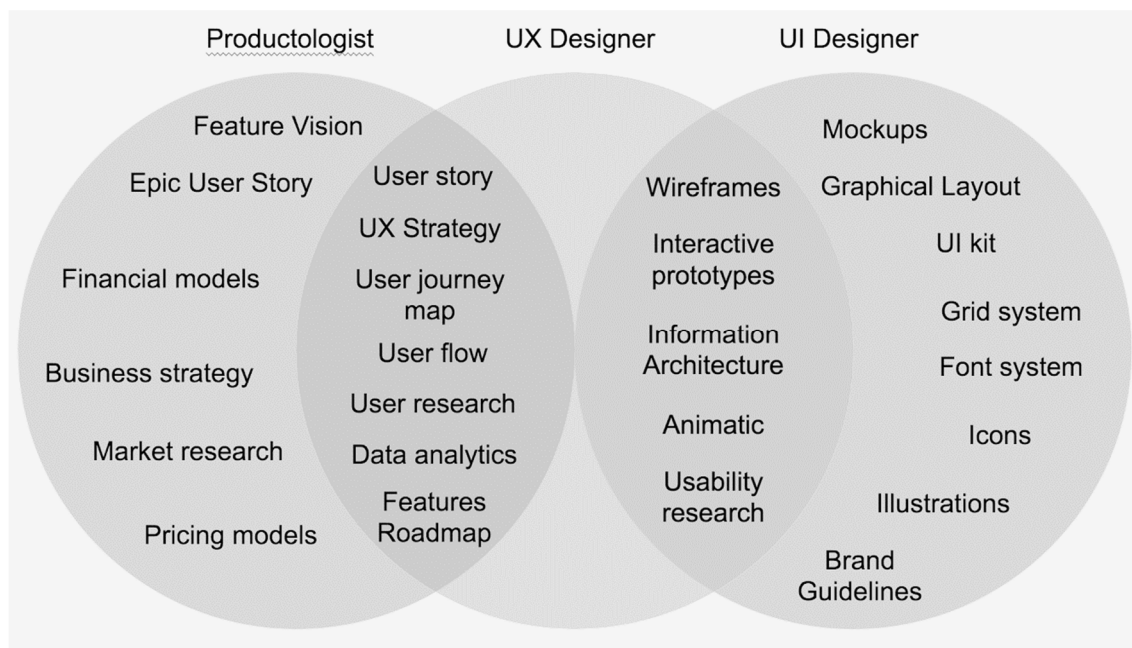 Productologist
UX Designer
UI Designer
Feature Vision
Epic User Story
Financial models
Business strategy
Market research
Pricing models
User story
UX Strategy
User journey
map
User flow
User research
Data analytics
Features
Roadmap
Wireframes
Interactive
prototypes
Information
Architecture
Animatic
Usability
research
Mockups
Graphical Layout
UI kit
Grid system
Font system
Icons
Illustrations
Brand
Guidelines